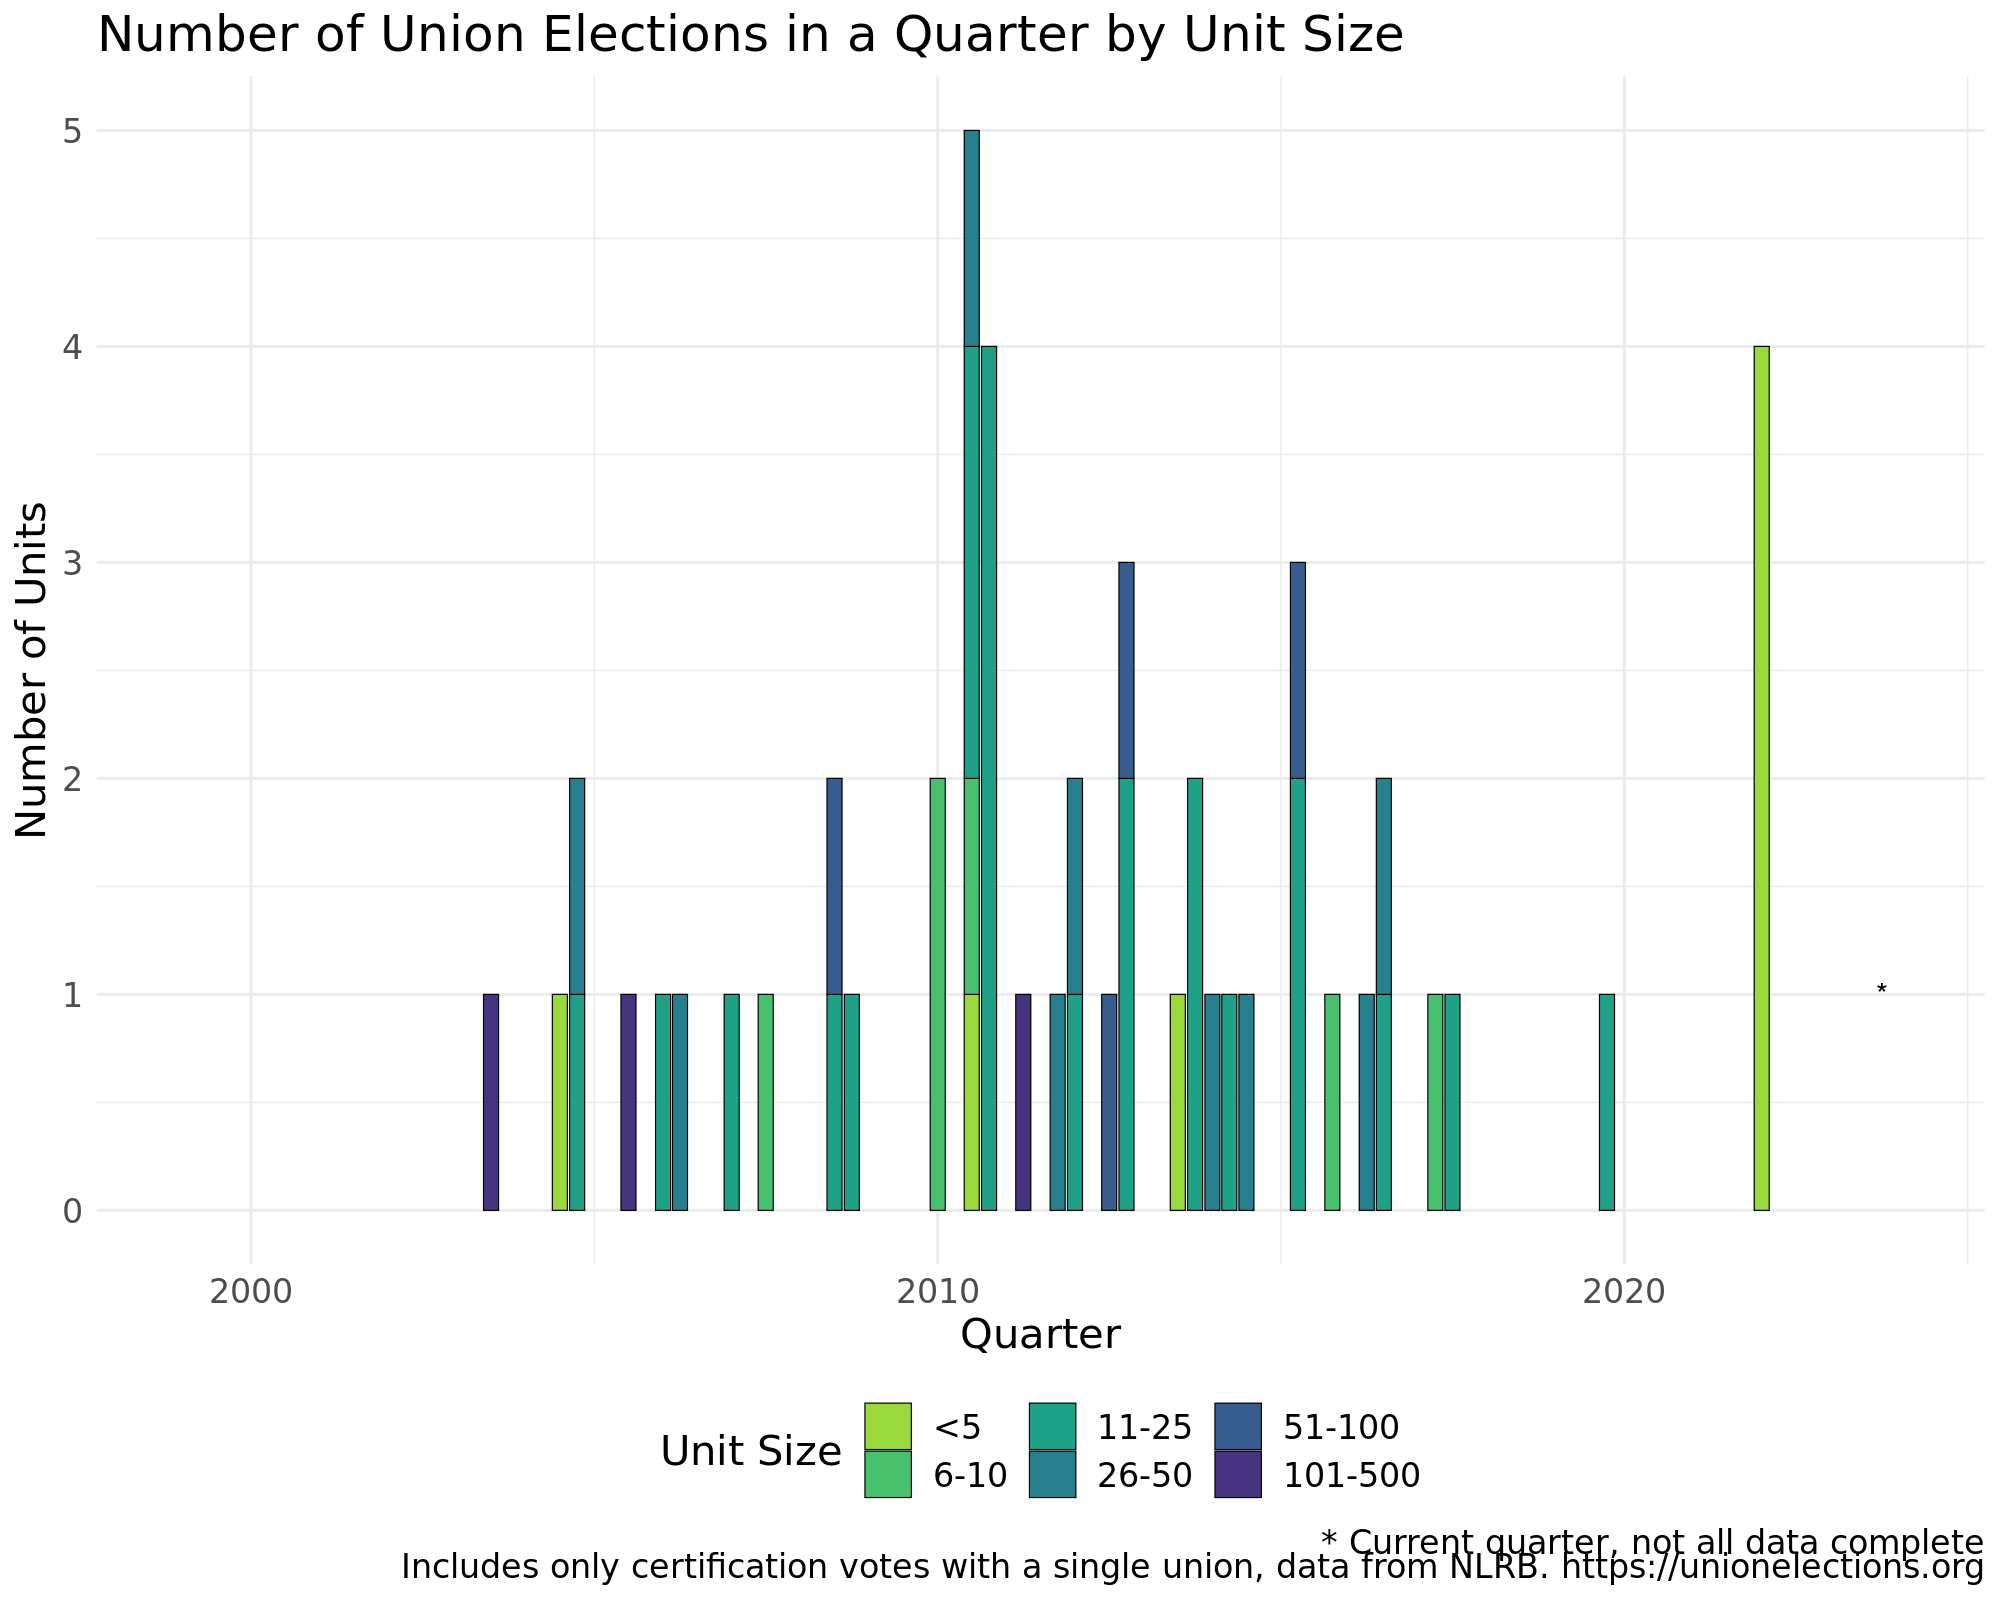 Number of Union Elections in a Quarter by Unit Size
Number of Units
5
4
3
2
1
0
*
2000 2010 2020
Quarter
Unit Size
<5 11-25 51-100
6-10 26-50 101-500
* Current quarter, not all data complete
Includes only certification votes with a single union, data from NLRB. https://unionelections.org